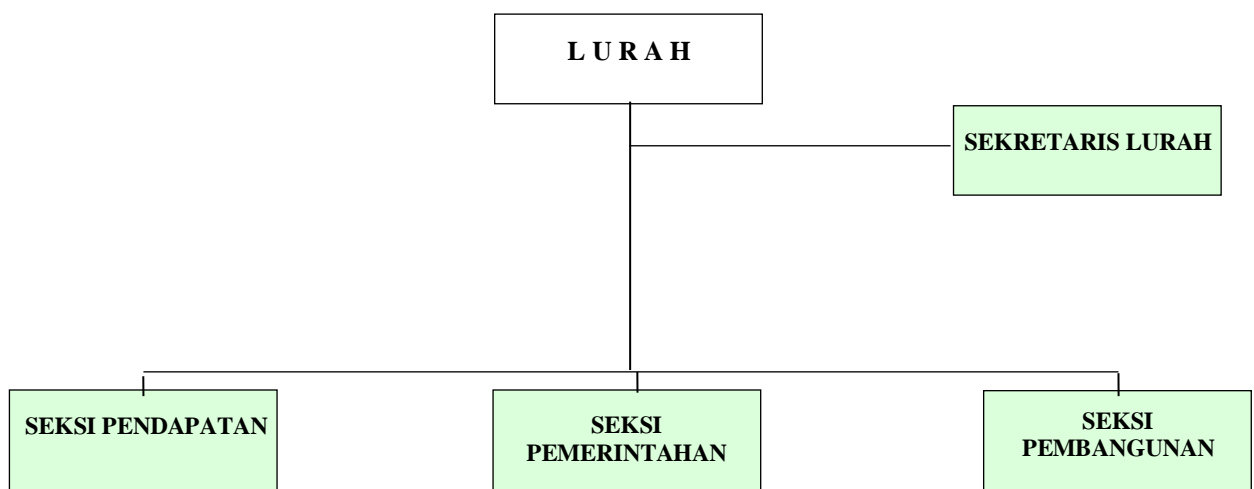 L U R A H
SEKRETARIS LURAH
SEKSI PENDAPATAN
SEKSI
PEMERINTAHAN
SEKSI
PEMBANGUNAN